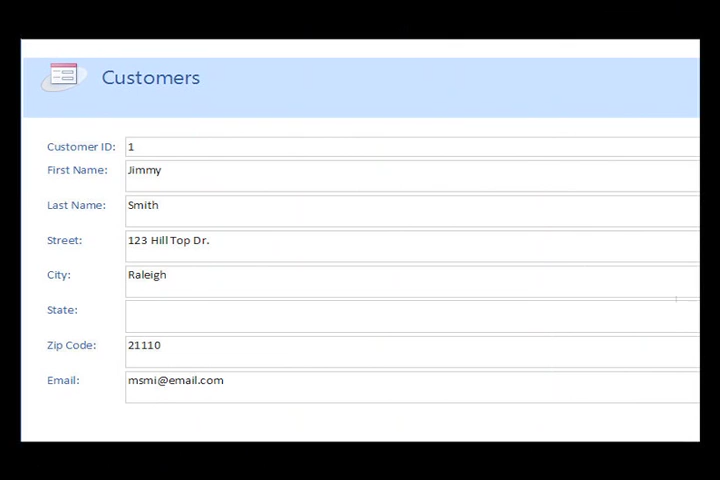 Customers
Customer ID: 1
First Name: Jimmy
Last Name: Smith
Street: 123 Hill Top Dr.
City: Raleigh
State:
Zip Code: 21110
Email: msmi@email.com